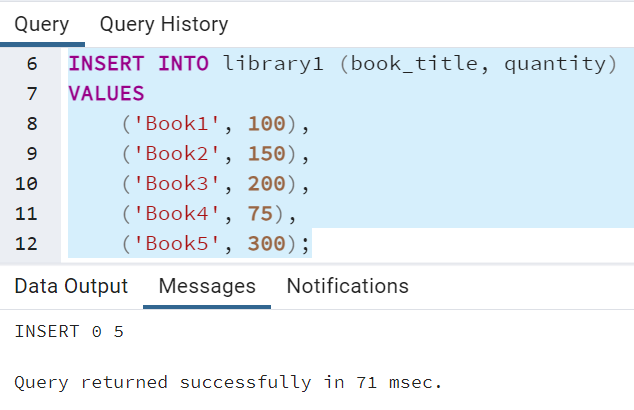 Query Query History
6 INSERT INTO library1 (book_title, quantity)
7 VALUES
8 ('Book1', 100),
9 ('Book2', 150),
10 ('Book3', 200),
11 ('Book4', 75),
12 ('Book5', 300);
Data Output Messages Notifications
INSERT 0 5
Query returned successfully in 71 msec.